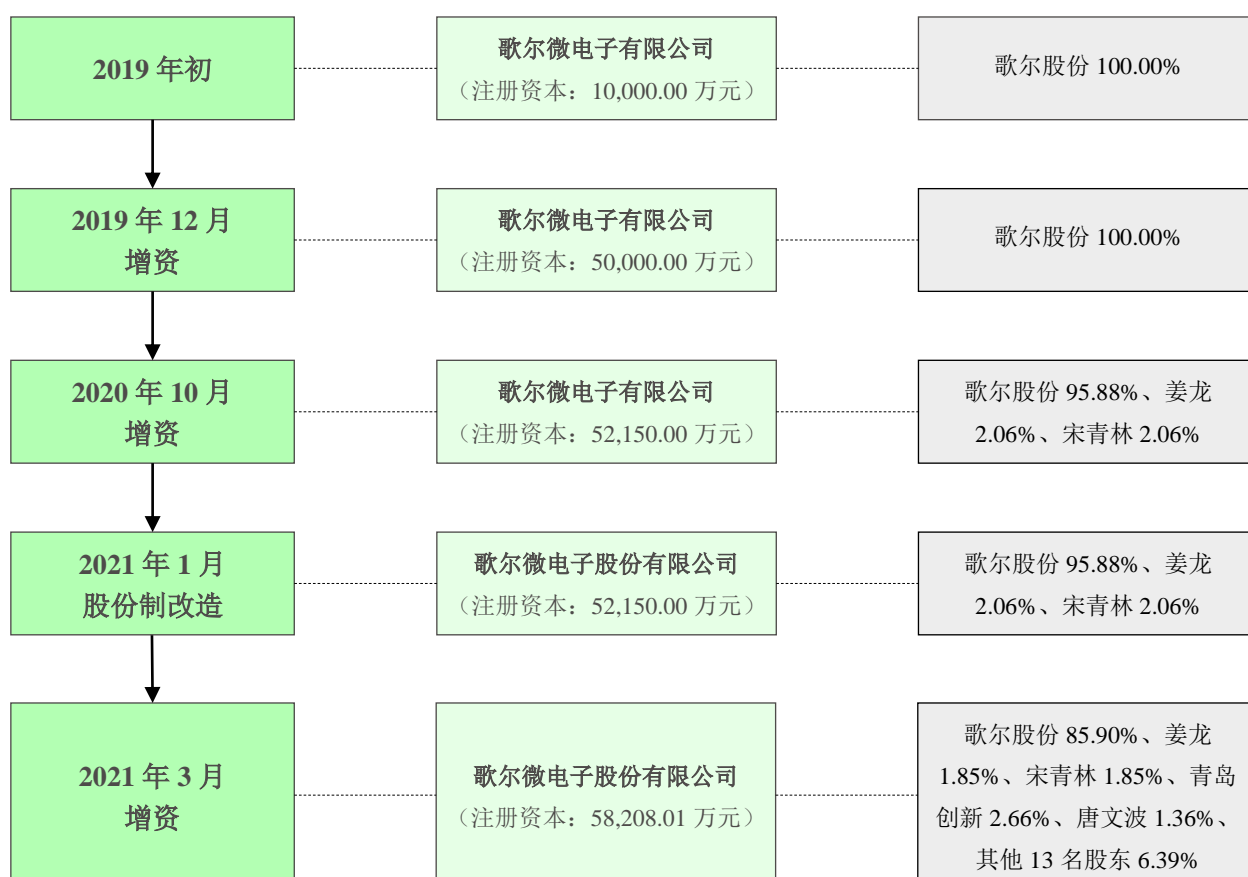 2019 年初
歌尔微电子有限公司
（注册资本：10,000.00 万元）
歌尔股份 100.00%
2019 年 12 月
增资
歌尔微电子有限公司
（注册资本：50,000.00 万元）
歌尔股份 100.00%
2020 年 10 月
增资
歌尔微电子有限公司
（注册资本：52,150.00 万元）
歌尔股份 95.88%、姜龙
2.06%、宋青林 2.06%
2021 年 1 月
股份制改造
歌尔微电子股份有限公司
（注册资本：52,150.00 万元）
歌尔股份 95.88%、姜龙
2.06%、宋青林 2.06%
2021 年 3 月
增资
歌尔微电子股份有限公司
（注册资本：58,208.01 万元）
歌尔股份 85.90%、姜龙
1.85%、宋青林 1.85%、青岛
创新 2.66%、唐文波 1.36%、
其他 13 名股东 6.39%